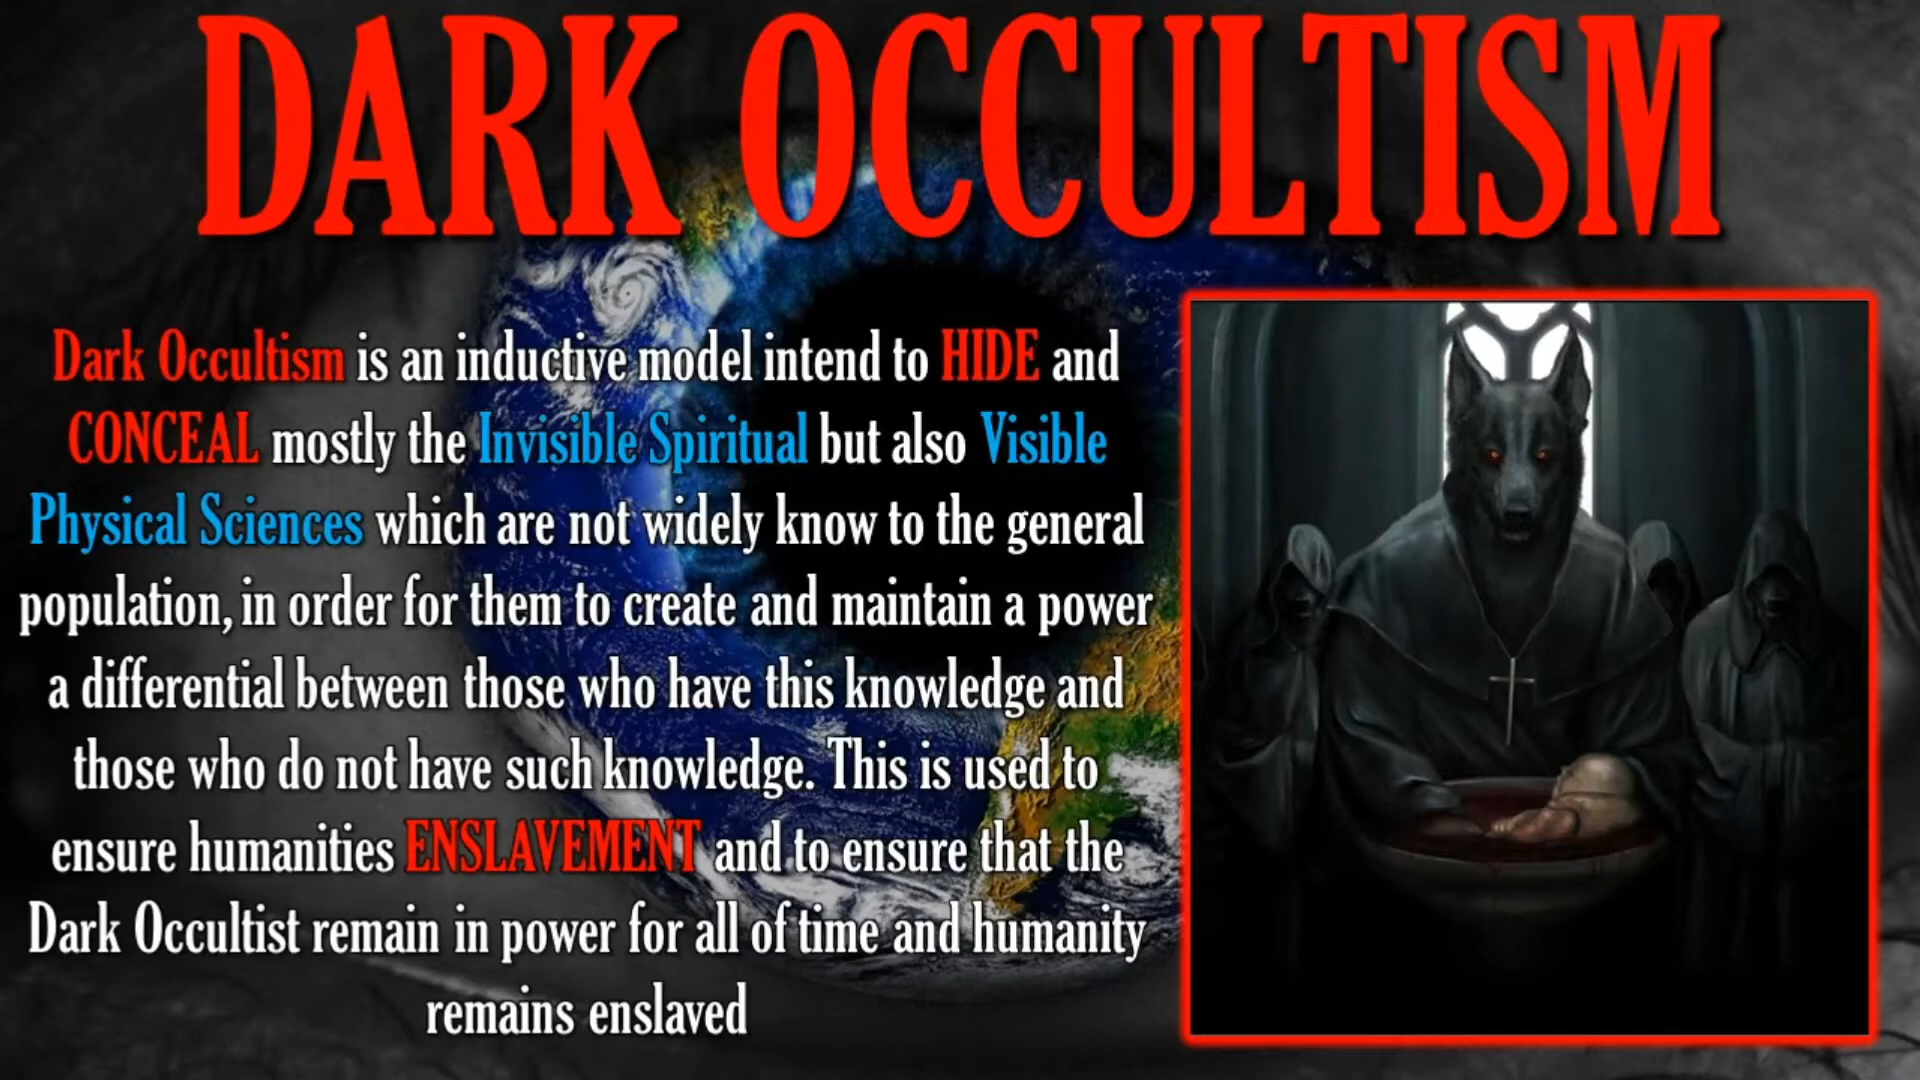 DARK OCCULTISM
Dark Occultism is an inductive model intend to HIDE and
CONCEAL mostly the Invisible Spiritual but also Visible
Physical Sciences which are not widely know to the general
population, in order for them to create and maintain a power
a differential between those who have this knowledge and
those who do not have such knowledge. This is used to
ensure humanities ENSLAVEMENT and to ensure that the
Dark Occultist remain in power for all of time and humanity
remains enslaved